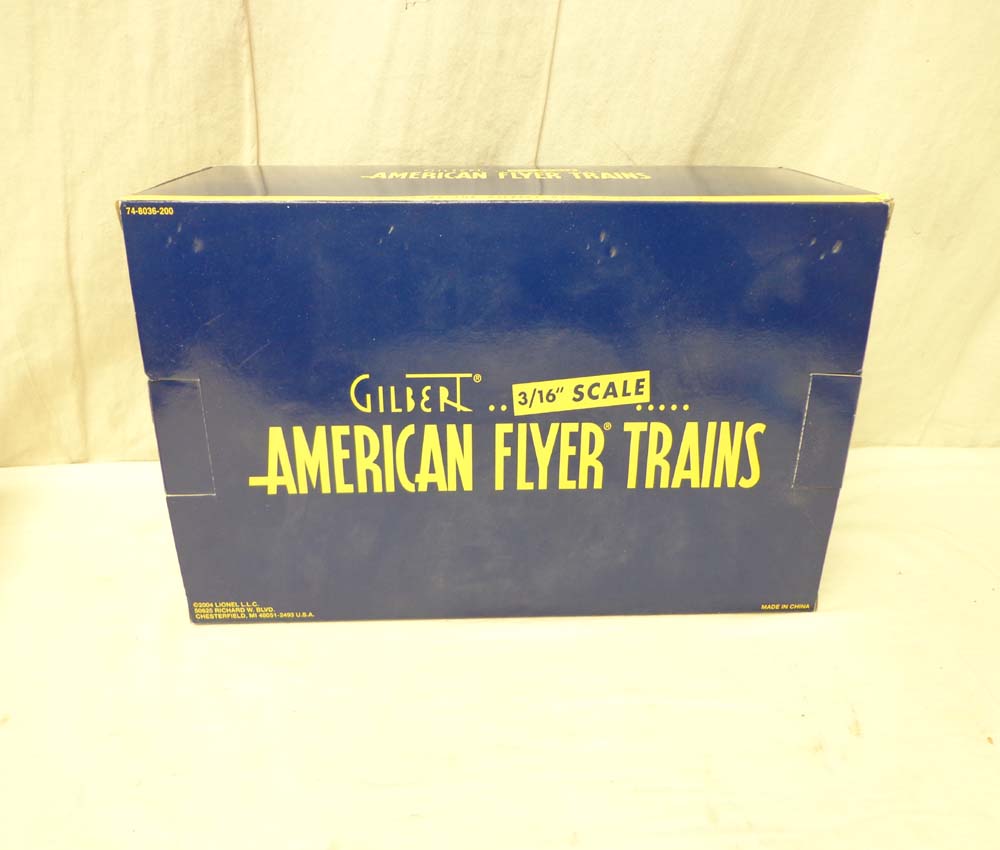 AMERICAN FLYER TRAINS
74-8036-200
GILBERT® ..3/16" SCALE.....
AMERICAN FLYER® TRAINS
©2004 LIONEL L.L.C.
50625 RICHARD W. BLVD.
CHESTERFIELD, MI 48051-2493 U.S.A.
MADE IN CHINA